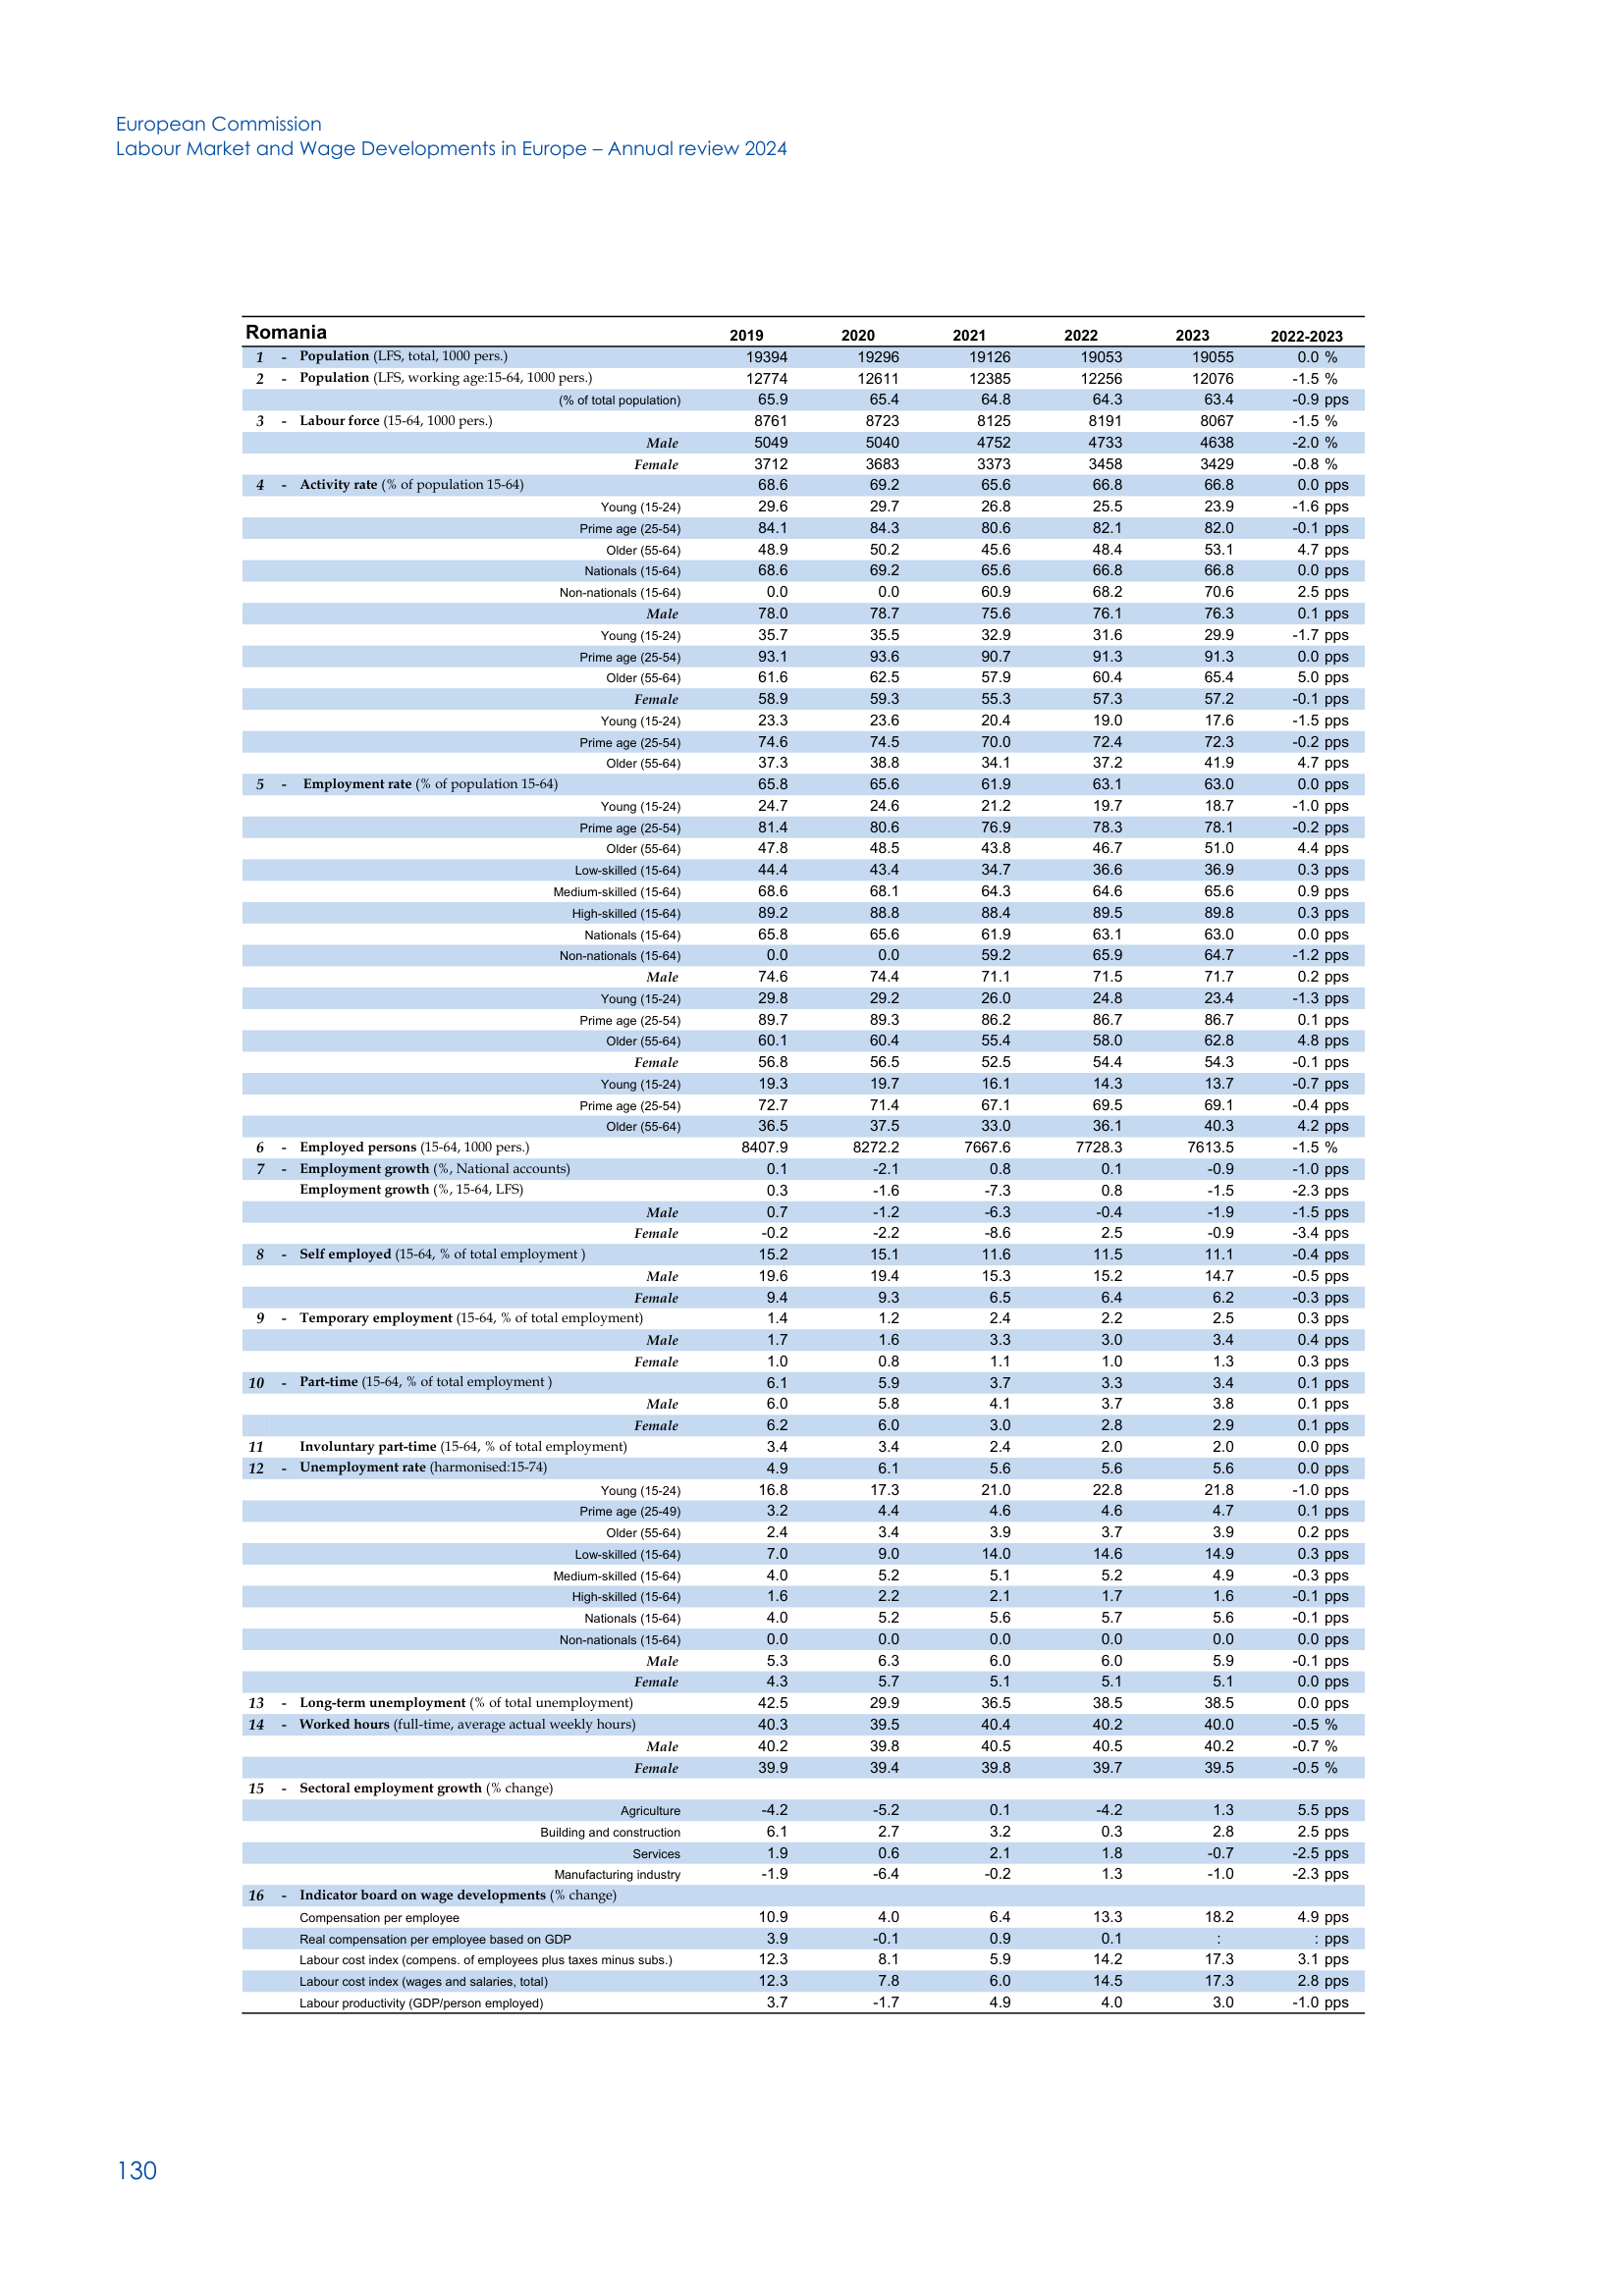 European Commission
Labour Market and Wage Developments in Europe – Annual review 2024
Romania 2019 2020 2021 2022 2023 2022-2023
1 - Population (LFS, total, 1000 pers.) 19394 19296 19126 19053 19055 0.0 %
2 - Population (LFS, working age:15-64, 1000 pers.) 12774 12611 12385 12256 12076 -1.5 %
(% of total population) 65.9 65.4 64.8 64.3 63.4 -0.9 pps
3 - Labour force (15-64, 1000 pers.) 8761 8723 8125 8191 8067 -1.5 %
Male 5049 5040 4752 4733 4638 -2.0 %
Female 3712 3683 3373 3458 3429 -0.8 %
4 - Activity rate (% of population 15-64) 68.6 69.2 65.6 66.8 66.8 0.0 pps
Young (15-24) 29.6 29.7 26.8 25.5 23.9 -1.6 pps
Prime age (25-54) 84.1 84.3 80.6 82.1 82.0 -0.1 pps
Older (55-64) 48.9 50.2 45.6 48.4 53.1 4.7 pps
Nationals (15-64) 68.6 69.2 65.6 66.8 66.8 0.0 pps
Non-nationals (15-64) 0.0 0.0 60.9 68.2 70.6 2.5 pps
Male 78.0 78.7 75.6 76.1 76.3 0.1 pps
Young (15-24) 35.7 35.5 32.9 31.6 29.9 -1.7 pps
Prime age (25-54) 93.1 93.6 90.7 91.3 91.3 0.0 pps
Older (55-64) 61.6 62.5 57.9 60.4 65.4 5.0 pps
Female 58.9 59.3 55.3 57.3 57.2 -0.1 pps
Young (15-24) 23.3 23.6 20.4 19.0 17.6 -1.5 pps
Prime age (25-54) 74.6 74.5 70.0 72.4 72.3 -0.2 pps
Older (55-64) 37.3 38.8 34.1 37.2 41.9 4.7 pps
5 - Employment rate (% of population 15-64) 65.8 65.6 61.9 63.1 63.0 0.0 pps
Young (15-24) 24.7 24.6 21.2 19.7 18.7 -1.0 pps
Prime age (25-54) 81.4 80.6 76.9 78.3 78.1 -0.2 pps
Older (55-64) 47.8 48.5 43.8 46.7 51.0 4.4 pps
Low-skilled (15-64) 44.4 43.4 34.7 36.6 36.9 0.3 pps
Medium-skilled (15-64) 68.6 68.1 64.3 64.6 65.6 0.9 pps
High-skilled (15-64) 89.2 88.8 88.4 89.5 89.8 0.3 pps
Nationals (15-64) 65.8 65.6 61.9 63.1 63.0 0.0 pps
Non-nationals (15-64) 0.0 0.0 59.2 65.9 64.7 -1.2 pps
Male 74.6 74.4 71.1 71.5 71.7 0.2 pps
Young (15-24) 29.8 29.2 26.0 24.8 23.4 -1.3 pps
Prime age (25-54) 89.7 89.3 86.2 86.7 86.7 0.1 pps
Older (55-64) 60.1 60.4 55.4 58.0 62.8 4.8 pps
Female 56.8 56.5 52.5 54.4 54.3 -0.1 pps
Young (15-24) 19.3 19.7 16.1 14.3 13.7 -0.7 pps
Prime age (25-54) 72.7 71.4 67.1 69.5 69.1 -0.4 pps
Older (55-64) 36.5 37.5 33.0 36.1 40.3 4.2 pps
6 - Employed persons (15-64, 1000 pers.) 8407.9 8272.2 7667.6 7728.3 7613.5 -1.5 %
7 - Employment growth (%, National accounts) 0.1 -2.1 0.8 0.1 -0.9 -1.0 pps
Employment growth (%, 15-64, LFS) 0.3 -1.6 -7.3 0.8 -1.5 -2.3 pps
Male 0.7 -1.2 -6.3 -0.4 -1.9 -1.5 pps
Female -0.2 -2.2 -8.6 2.5 -0.9 -3.4 pps
8 - Self employed (15-64, % of total employment ) 15.2 15.1 11.6 11.5 11.1 -0.4 pps
Male 19.6 19.4 15.3 15.2 14.7 -0.5 pps
Female 9.4 9.3 6.5 6.4 6.2 -0.3 pps
9 - Temporary employment (15-64, % of total employment) 1.4 1.2 2.4 2.2 2.5 0.3 pps
Male 1.7 1.6 3.3 3.0 3.4 0.4 pps
Female 1.0 0.8 1.1 1.0 1.3 0.3 pps
10 - Part-time (15-64, % of total employment ) 6.1 5.9 3.7 3.3 3.4 0.1 pps
Male 6.0 5.8 4.1 3.7 3.8 0.1 pps
Female 6.2 6.0 3.0 2.8 2.9 0.1 pps
11 Involuntary part-time (15-64, % of total employment) 3.4 3.4 2.4 2.0 2.0 0.0 pps
12 - Unemployment rate (harmonised:15-74) 4.9 6.1 5.6 5.6 5.6 0.0 pps
Young (15-24) 16.8 17.3 21.0 22.8 21.8 -1.0 pps
Prime age (25-49) 3.2 4.4 4.6 4.6 4.7 0.1 pps
Older (55-64) 2.4 3.4 3.9 3.7 3.9 0.2 pps
Low-skilled (15-64) 7.0 9.0 14.0 14.6 14.9 0.3 pps
Medium-skilled (15-64) 4.0 5.2 5.1 5.2 4.9 -0.3 pps
High-skilled (15-64) 1.6 2.2 2.1 1.7 1.6 -0.1 pps
Nationals (15-64) 4.0 5.2 5.6 5.7 5.6 -0.1 pps
Non-nationals (15-64) 0.0 0.0 0.0 0.0 0.0 0.0 pps
Male 5.3 6.3 6.0 6.0 5.9 -0.1 pps
Female 4.3 5.7 5.1 5.1 5.1 0.0 pps
13 - Long-term unemployment (% of total unemployment) 42.5 29.9 36.5 38.5 38.5 0.0 pps
14 - Worked hours (full-time, average actual weekly hours) 40.3 39.5 40.4 40.2 40.0 -0.5 %
Male 40.2 39.8 40.5 40.5 40.2 -0.7 %
Female 39.9 39.4 39.8 39.7 39.5 -0.5 %
15 - Sectoral employment growth (% change)
Agriculture -4.2 -5.2 0.1 -4.2 1.3 5.5 pps
Building and construction 6.1 2.7 3.2 0.3 2.8 2.5 pps
Services 1.9 0.6 2.1 1.8 -0.7 -2.5 pps
Manufacturing industry -1.9 -6.4 -0.2 1.3 -1.0 -2.3 pps
16 - Indicator board on wage developments (% change)
Compensation per employee 10.9 4.0 6.4 13.3 18.2 4.9 pps
Real compensation per employee based on GDP 3.9 -0.1 0.9 0.1 : : pps
Labour cost index (compens. of employees plus taxes minus subs.) 12.3 8.1 5.9 14.2 17.3 3.1 pps
Labour cost index (wages and salaries, total) 12.3 7.8 6.0 14.5 17.3 2.8 pps
Labour productivity (GDP/person employed) 3.7 -1.7 4.9 4.0 3.0 -1.0 pps
130